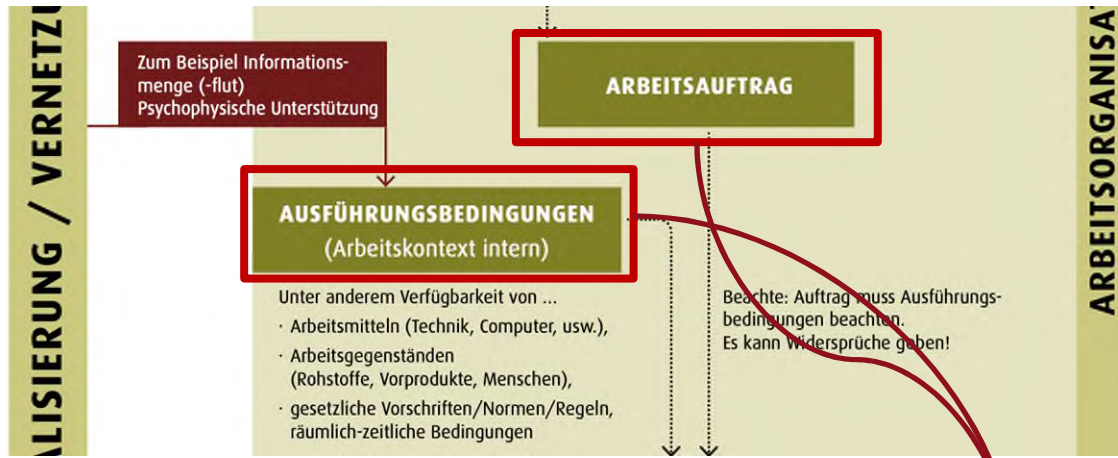 ALISIERUNG / VERNETZU
Zum Beispiel Informations-
menge (-flut)
Psychophysische Unterstützung
ARBEITSAUFTRAG
AUSFÜHRUNGSBEDINGUNGEN
(Arbeitskontext intern)
Unter anderem Verfügbarkeit von ...
· Arbeitsmitteln (Technik, Computer, usw.),
· Arbeitsgegenständen
(Rohstoffe, Vorprodukte, Menschen),
· gesetzliche Vorschriften/Normen/Regeln,
räumlich-zeitliche Bedingungen
Beachte: Auftrag muss Ausführungs-
bedingungen beachten.
Es kann Widersprüche geben!
ARBEITSORGANISAT